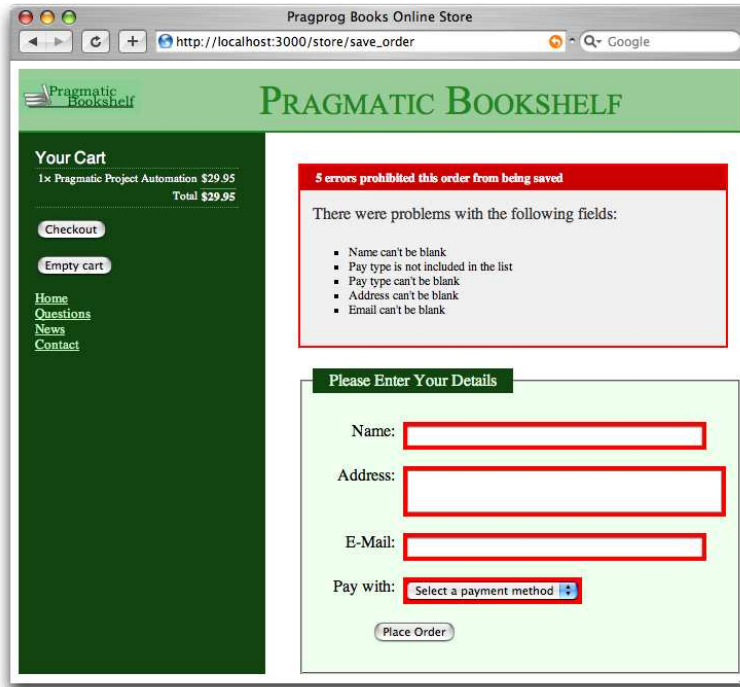 Pragprog Books Online Store
http://localhost:3000/store/save_order
Google
Pragmatic
Bookshelf
PRAGMATIC BOOKSHELF
Your Cart
1× Pragmatic Project Automation $29.95
Total $29.95
Checkout
Empty cart
Home
Questions
News
Contact
5 errors prohibited this order from being saved
There were problems with the following fields:
Name can't be blank
Pay type is not included in the list
Pay type can't be blank
Address can't be blank
Email can't be blank
Please Enter Your Details
Name:
Address:
E-Mail:
Pay with:
Select a payment method
Place Order